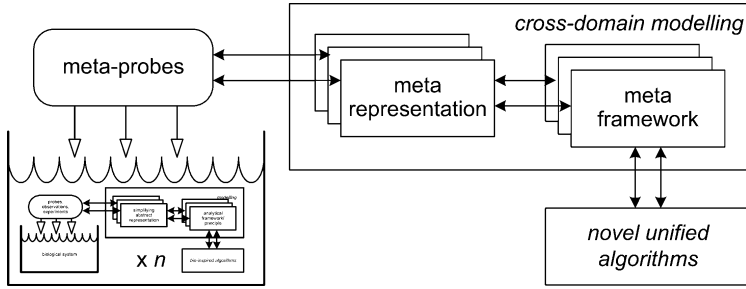 cross-domain modelling
meta-probes
meta
representation
meta
framework
novel unified
algorithms
modelling
probes,
observations,
experiments
simplifying
abstract
representation
analytical
framework/
principle
biological system
bio-inspired algorithms
x n